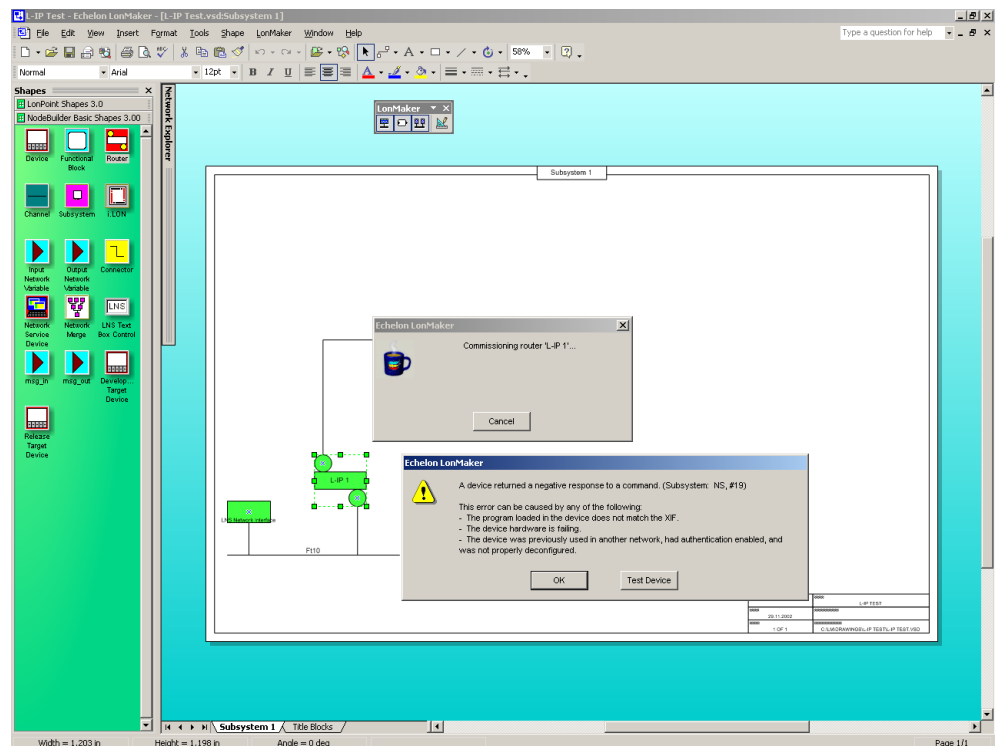 L-IP Test - Echelon LonMaker - [L-IP Test.vsd:Subsystem 1]
File Edit View Insert Format Tools Shape LonMaker Window Help
Type a question for help
58%
Normal Arial 12pt B I U
Shapes
LonPoint Shapes 3.0
NodeBuilder Basic Shapes 3.00
Device
Functional Block
Router
Channel
Subsystem
i.LON
Input Network Variable
Output Network Variable
Connector
Network Service Device
Network Merge
LNS
LNS Text Box Control
msg_in
msg_out
Develop... Target Device
Release Target Device
Network Explorer
LonMaker
Subsystem 1
Echelon LonMaker
Commissioning router 'L-IP 1'...
Cancel
L-IP 1
LNS Network Interface
Ft10
Echelon LonMaker
A device returned a negative response to a command. (Subsystem: NS, #19)
This error can be caused by any of the following:
- The program loaded in the device does not match the XIF.
- The device hardware is failing.
- The device was previously used in another network, had authentication enabled, and
was not properly deconfigured.
OK Test Device
L-IP TEST
1 OF 1
Subsystem 1 Title Blocks
Width = 1.203 in Height = 1.198 in Angle = 0 deg Page 1/1